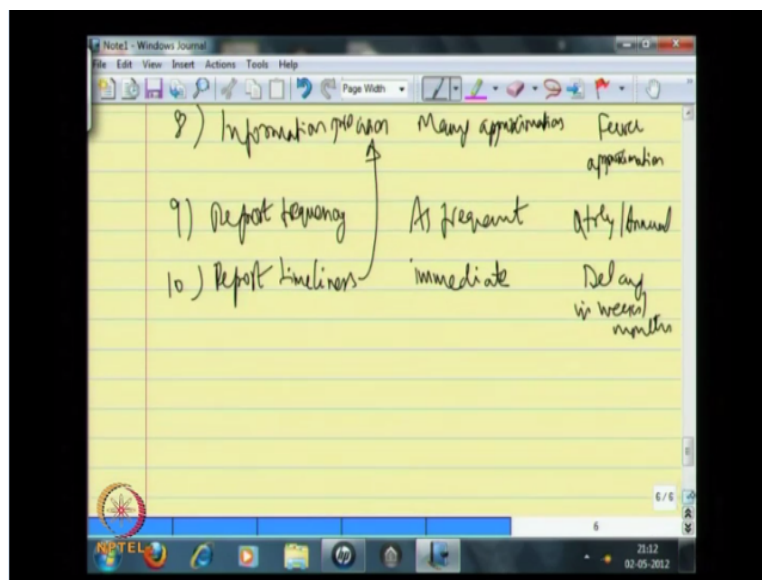 Note1 - Windows Journal
File Edit View Insert Actions Tools Help
Page Width
8) Information precision Many approximation Fewer
approximation
9) Report frequency As frequent Qtrly/Annual
10) Report timeliness immediate Delay
in weeks/
months
6/6
6
NPTEL
21:12
02-05-2012